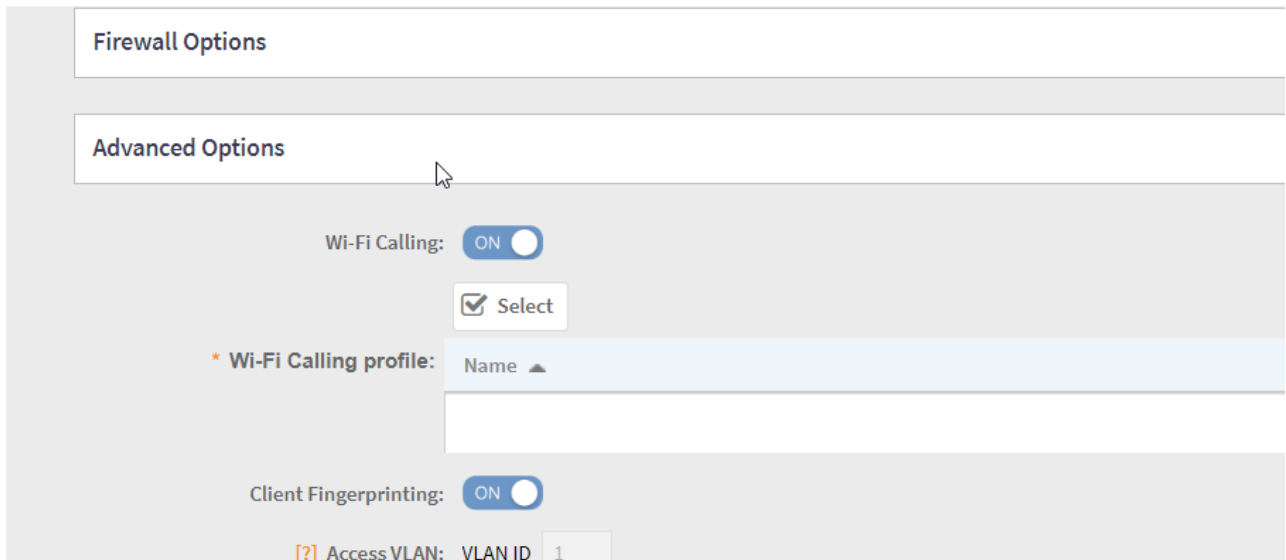 Firewall Options
Advanced Options
Wi-Fi Calling: ON
Select
* Wi-Fi Calling profile: Name
Client Fingerprinting: ON
[?] Access VLAN: VLAN ID 1